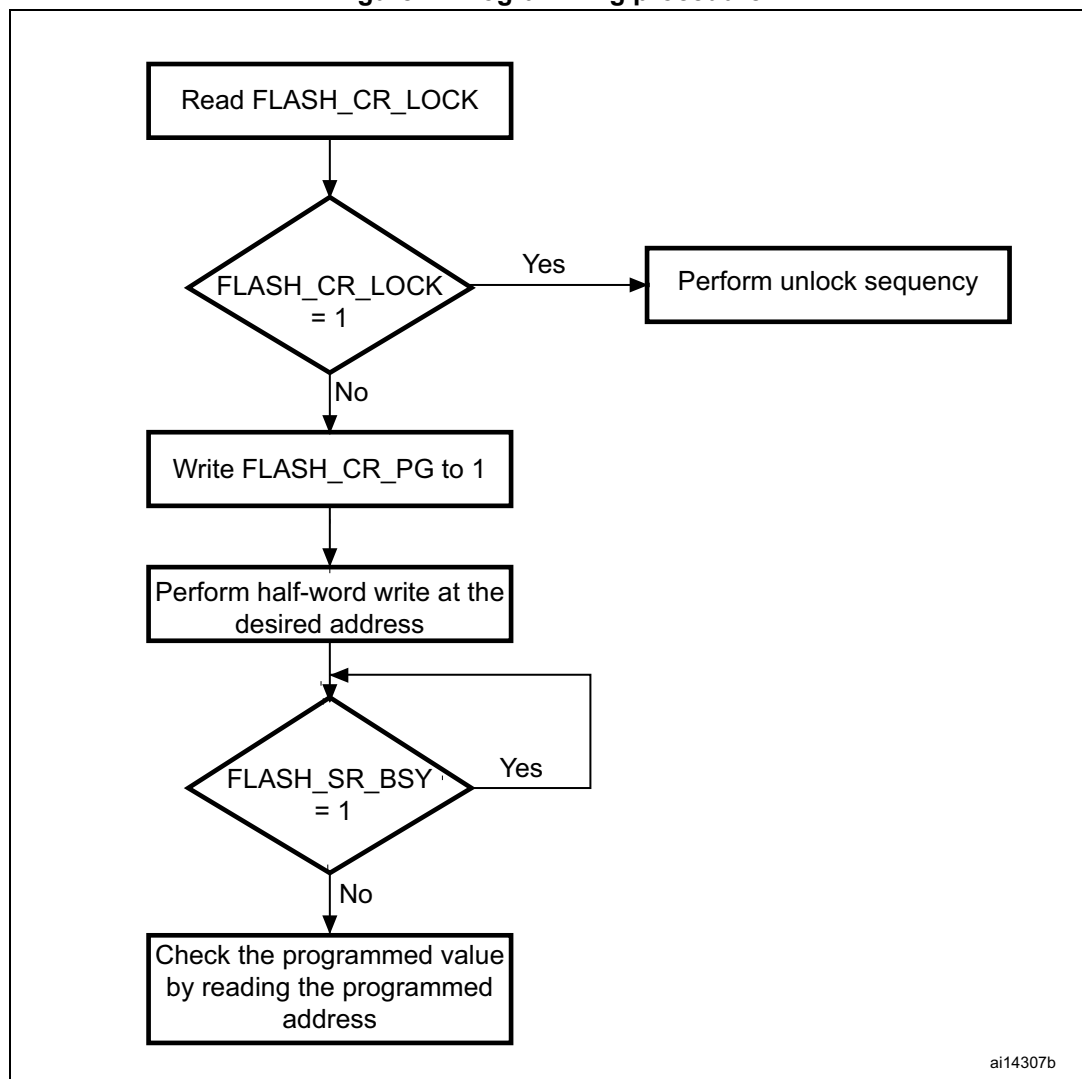 Read FLASH_CR_LOCK
FLASH_CR_LOCK
= 1
Yes
Perform unlock sequency
No
Write FLASH_CR_PG to 1
Perform half-word write at the
desired address
FLASH_SR_BSY
= 1
Yes
No
Check the programmed value
by reading the programmed
address
ai14307b